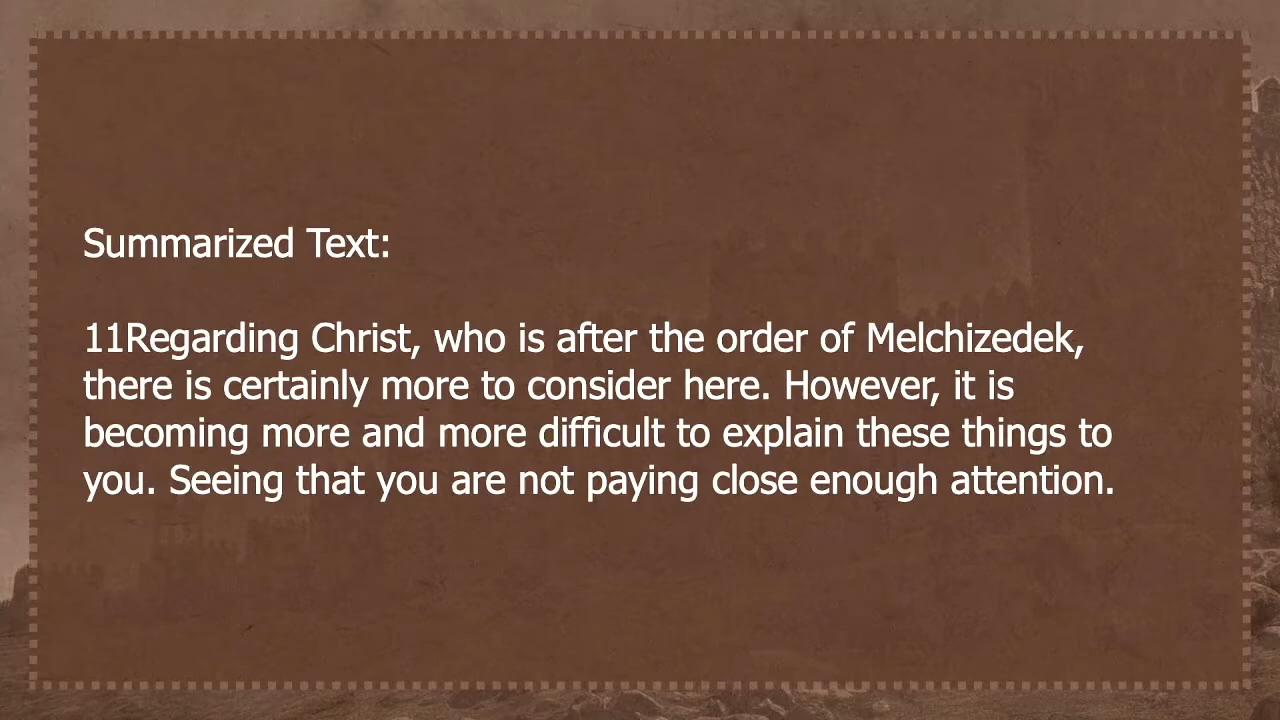 Summarized Text:
11Regarding Christ, who is after the order of Melchizedek,
there is certainly more to consider here. However, it is
becoming more and more difficult to explain these things to
you. Seeing that you are not paying close enough attention.